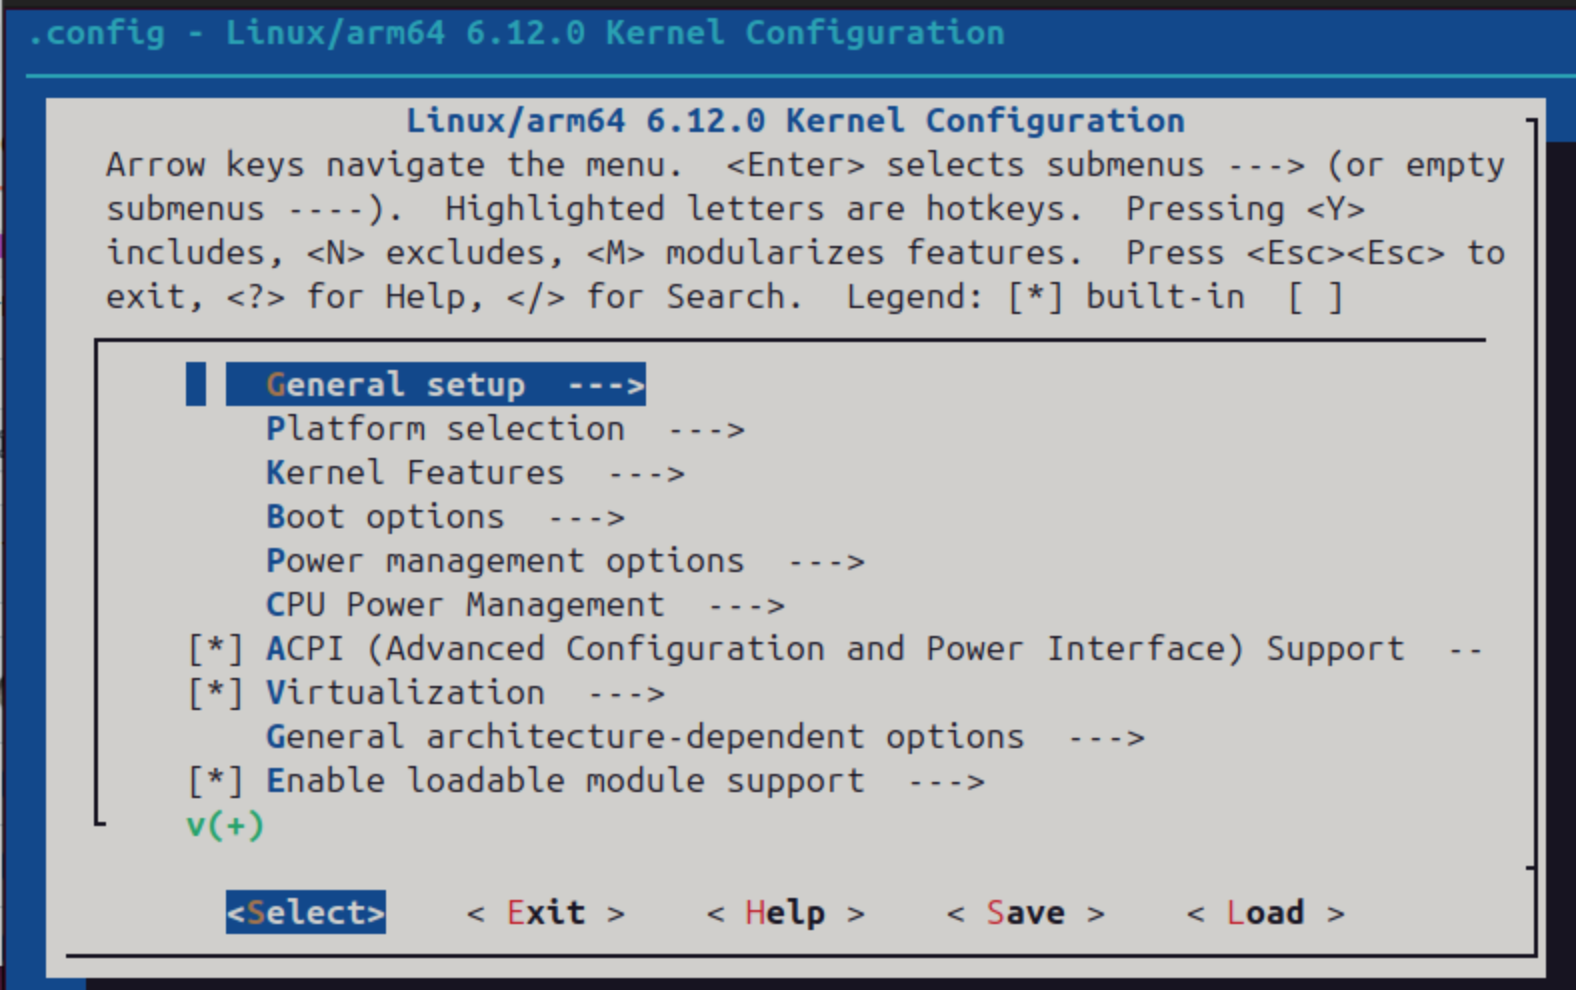 .config - Linux/arm64 6.12.0 Kernel Configuration
Linux/arm64 6.12.0 Kernel Configuration
Arrow keys navigate the menu.  <Enter> selects submenus ---> (or empty
submenus ----).  Highlighted letters are hotkeys.  Pressing <Y>
includes, <N> excludes, <M> modularizes features.  Press <Esc><Esc> to
exit, <?> for Help, </> for Search.  Legend: [*] built-in  [ ]
General setup  --->
Platform selection  --->
Kernel Features  --->
Boot options  --->
Power management options  --->
CPU Power Management  --->
[*] ACPI (Advanced Configuration and Power Interface) Support  --
[*] Virtualization  --->
General architecture-dependent options  --->
[*] Enable loadable module support  --->
v(+)
<Select>    < Exit >    < Help >    < Save >    < Load >